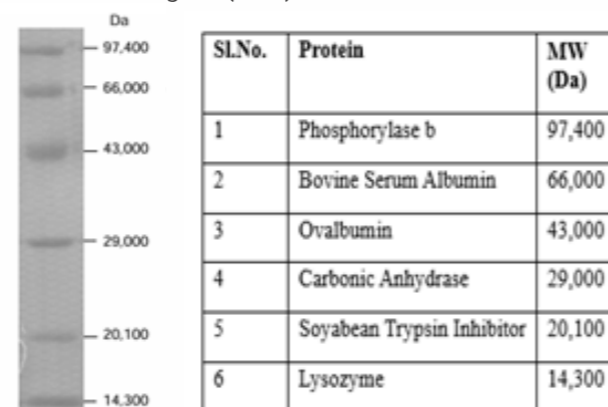 Da
97,400
66,000
43,000
29,000
20,100
14,300
Sl.No. Protein MW (Da)
1 Phosphorylase b 97,400
2 Bovine Serum Albumin 66,000
3 Ovalbumin 43,000
4 Carbonic Anhydrase 29,000
5 Soyabean Trypsin Inhibitor 20,100
6 Lysozyme 14,300